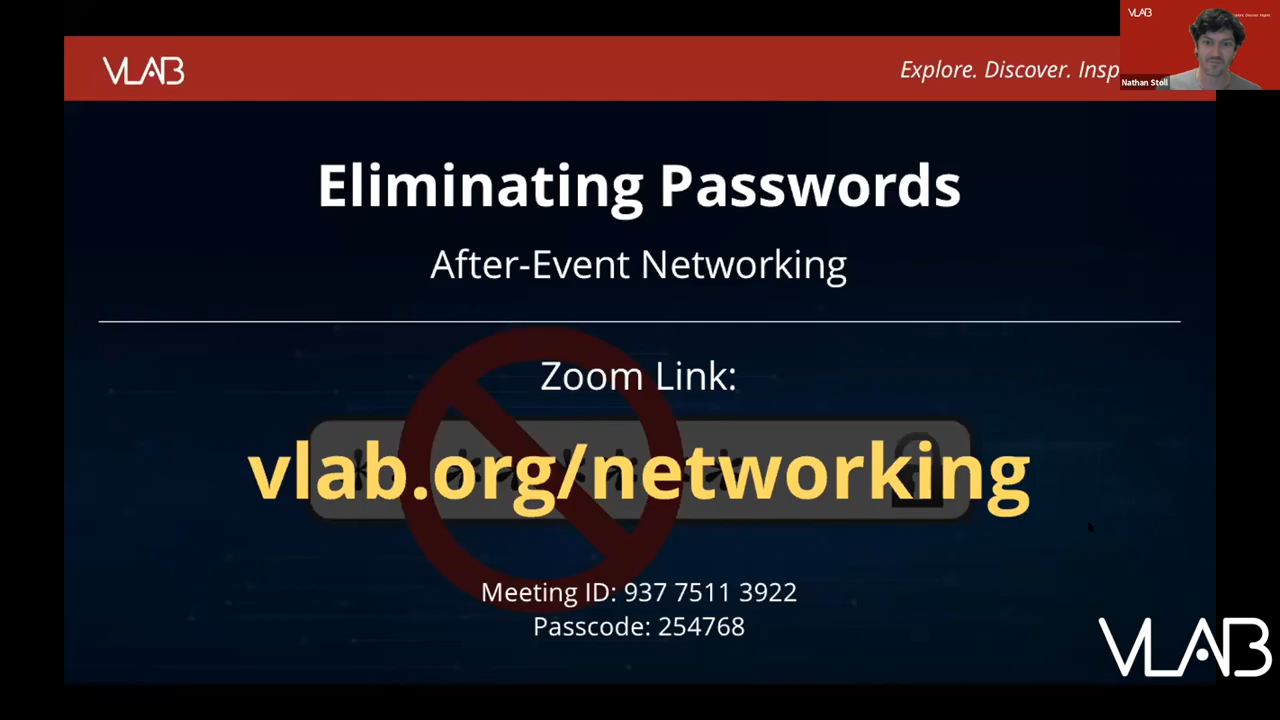 VLAB
Explore. Discover. Insp
VLAB
Nathan Stoll
Eliminating Passwords
After-Event Networking
Zoom Link:
vlab.org/networking
Meeting ID: 937 7511 3922
Passcode: 254768
VLAB